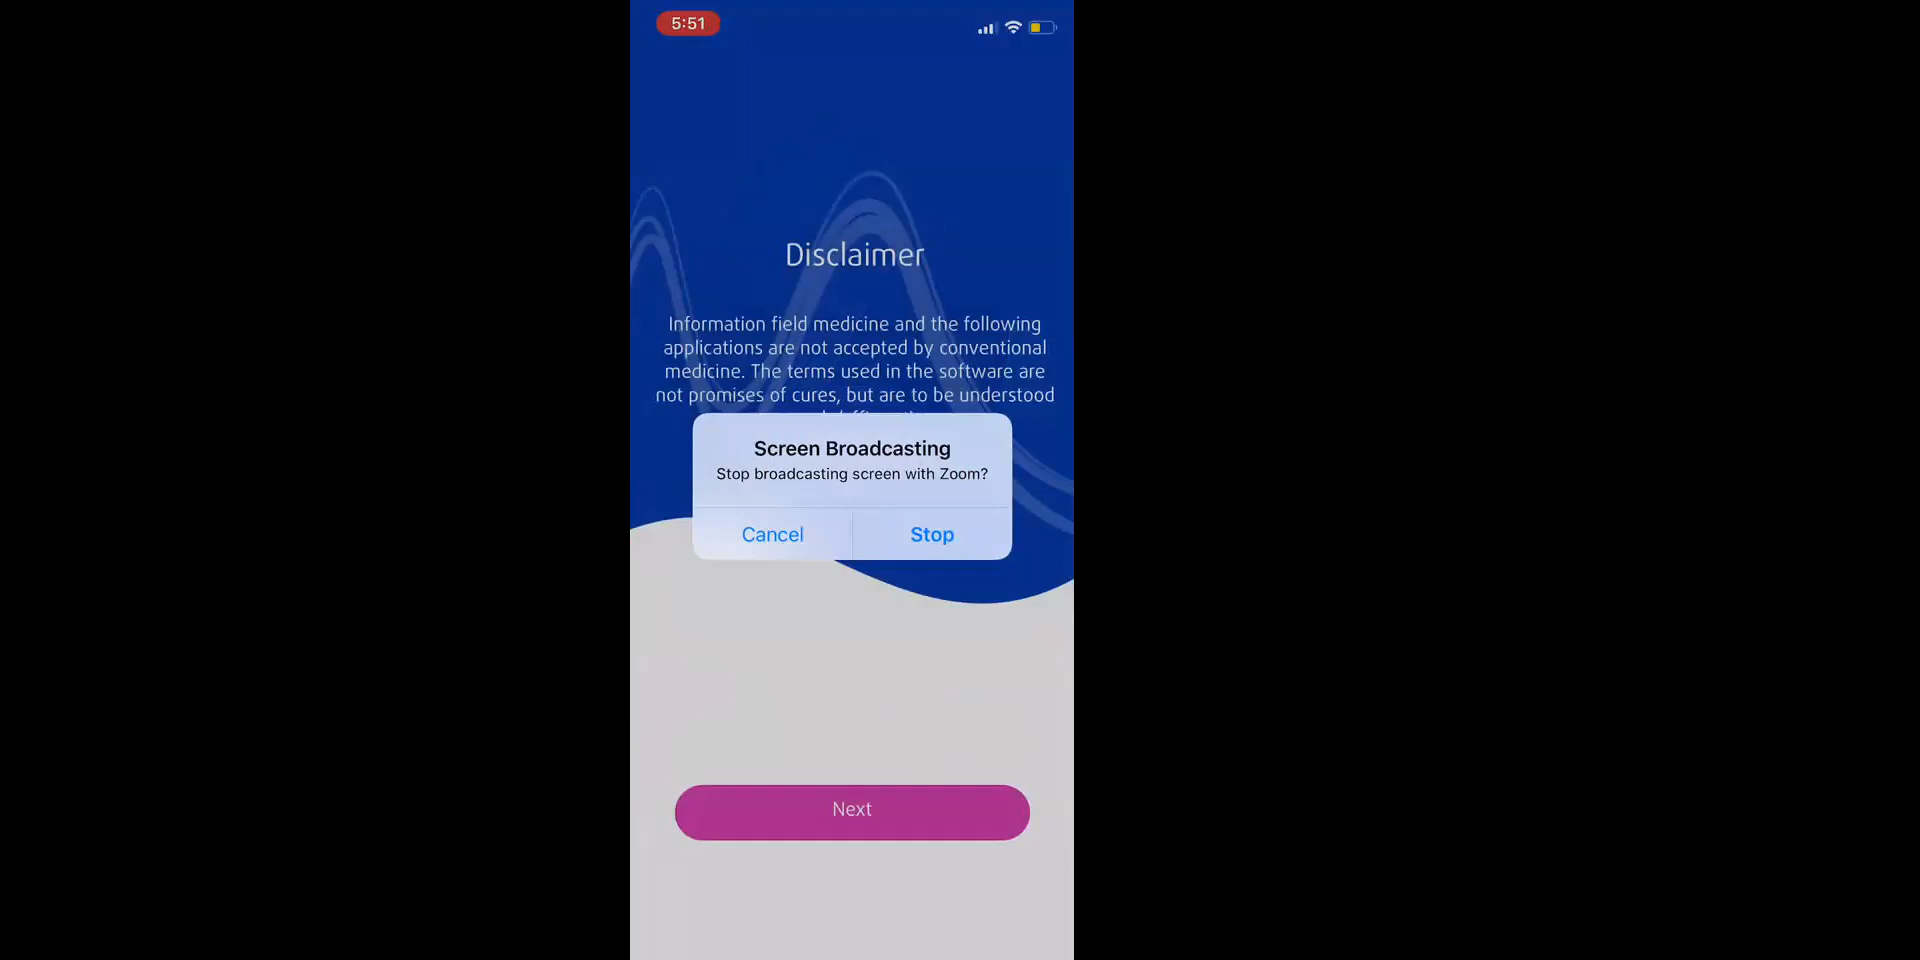 5:51
Disclaimer
Information field medicine and the following
applications are not accepted by conventional
medicine. The terms used in the software are
not promises of cures, but are to be understood
Screen Broadcasting
Stop broadcasting screen with Zoom?
Cancel
Stop
Next